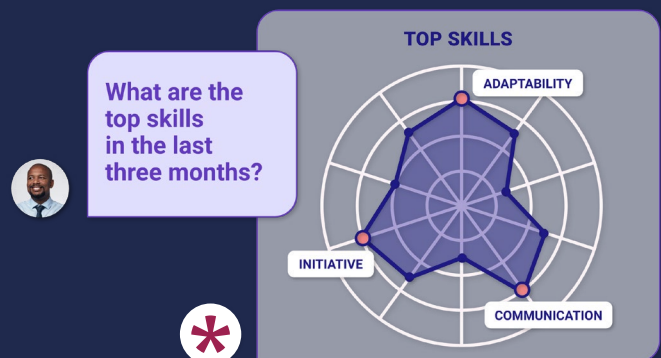 What are the
top skills
in the last
three months?
TOP SKILLS
ADAPTABILITY
INITIATIVE
COMMUNICATION